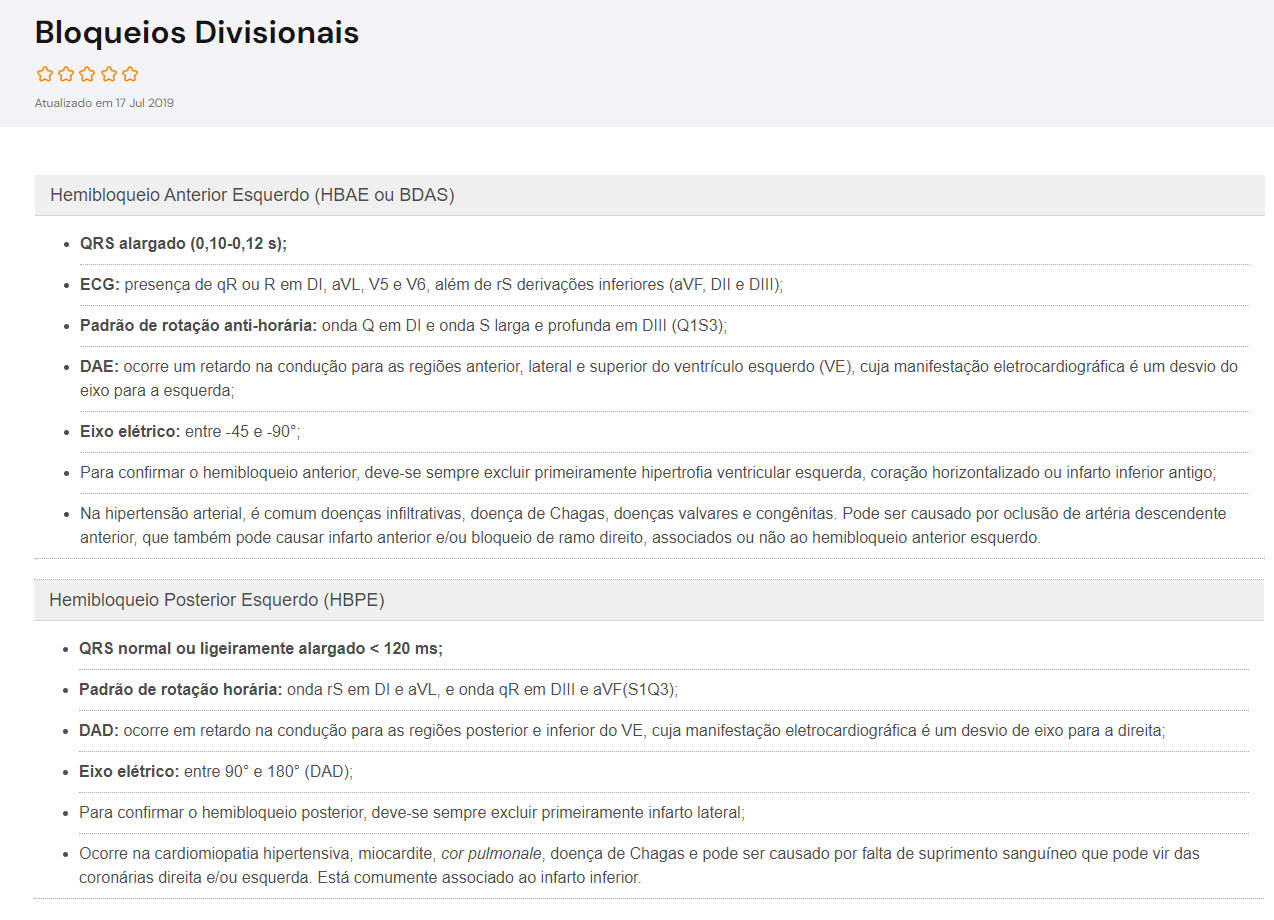 Bloqueios Divisionais
Atualizado em 17 Jul 2019
Hemibloqueio Anterior Esquerdo (HBAE ou BDAS)
QRS alargado (0,10-0,12 s);
ECG: presença de qR ou R em DI, aVL, V5 e V6, além de rS derivações inferiores (aVF, DII e DIII);
Padrão de rotação anti-horária: onda Q em DI e onda S larga e profunda em DIII (Q1S3);
DAE: ocorre um retardo na condução para as regiões anterior, lateral e superior do ventrículo esquerdo (VE), cuja manifestação eletrocardiográfica é um desvio do
eixo para a esquerda;
Eixo elétrico: entre -45 e -90°;
Para confirmar o hemibloqueio anterior, deve-se sempre excluir primeiramente hipertrofia ventricular esquerda, coração horizontalizado ou infarto inferior antigo;
Na hipertensão arterial, é comum doenças infiltrativas, doença de Chagas, doenças valvares e congênitas. Pode ser causado por oclusão de artéria descendente
anterior, que também pode causar infarto anterior e/ou bloqueio de ramo direito, associados ou não ao hemibloqueio anterior esquerdo.
Hemibloqueio Posterior Esquerdo (HBPE)
QRS normal ou ligeiramente alargado < 120 ms;
Padrão de rotação horária: onda rS em DI e aVL, e onda qR em DIII e aVF(S1Q3);
DAD: ocorre em retardo na condução para as regiões posterior e inferior do VE, cuja manifestação eletrocardiográfica é um desvio de eixo para a direita;
Eixo elétrico: entre 90° e 180° (DAD);
Para confirmar o hemibloqueio posterior, deve-se sempre excluir primeiramente infarto lateral;
Ocorre na cardiomiopatia hipertensiva, miocardite, cor pulmonale, doença de Chagas e pode ser causado por falta de suprimento sanguíneo que pode vir das
coronárias direita e/ou esquerda. Está comumente associado ao infarto inferior.